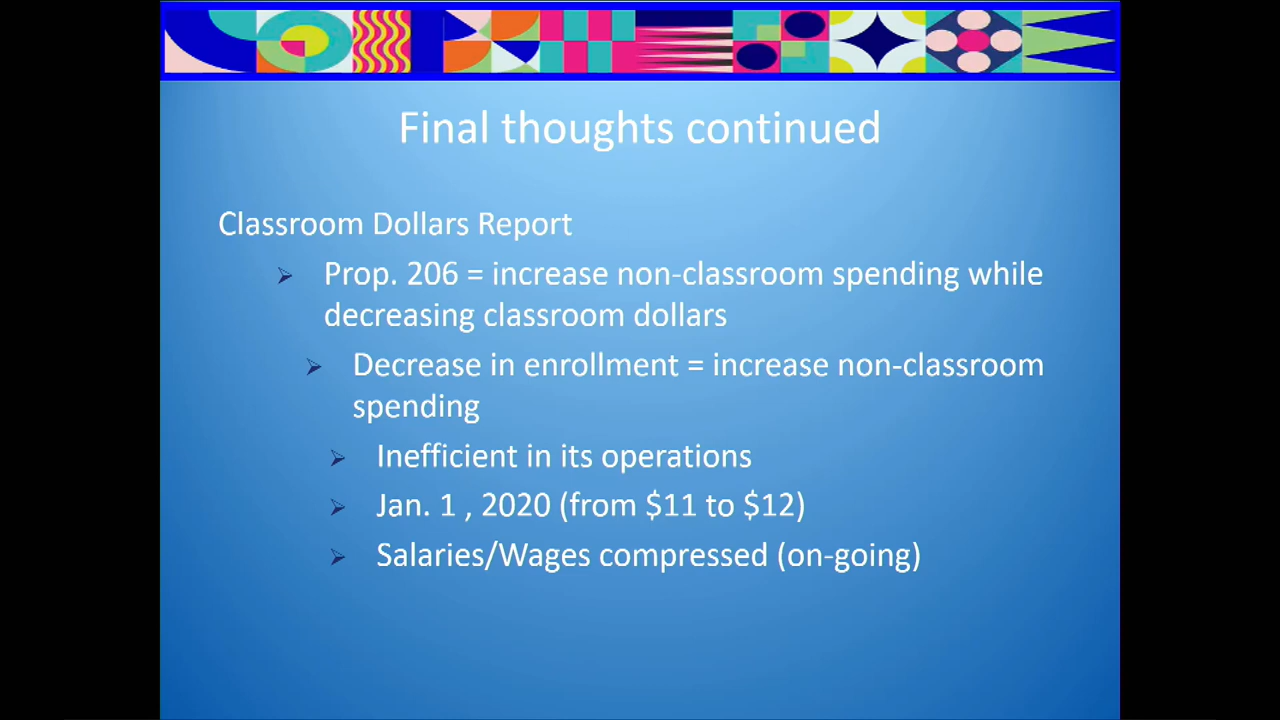 Final thoughts continued
Classroom Dollars Report
Prop. 206 = increase non-classroom spending while
decreasing classroom dollars
Decrease in enrollment = increase non-classroom
spending
Inefficient in its operations
Jan. 1 , 2020 (from $11 to $12)
Salaries/Wages compressed (on-going)